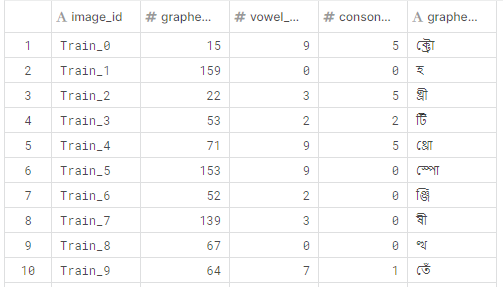 image_id graphe... vowel_... conson... graphe...
1 Train_0 15 9 5 ক্ট্রো
2 Train_1 159 0 0 হ
3 Train_2 22 3 5 খ্রী
4 Train_3 53 2 2 র্টি
5 Train_4 71 9 5 থ্রো
6 Train_5 153 9 0 স্পো
7 Train_6 52 2 0 ঞ্জি
8 Train_7 139 3 0 ষী
9 Train_8 67 0 0 ত্থ
10 Train_9 64 7 1 তেঁ